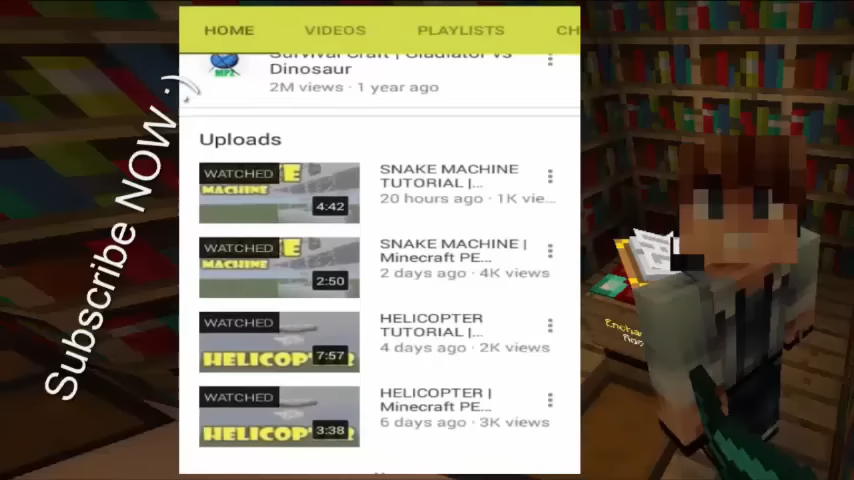 HOME VIDEOS PLAYLISTS CH
Survival Craft | Gladiator vs
Dinosaur
2M views · 1 year ago
Uploads
WATCHED
MACHINE
4:42
SNAKE MACHINE
TUTORIAL |...
20 hours ago · 1K vie...
WATCHED
MACHINE
2:50
SNAKE MACHINE |
Minecraft PE...
2 days ago · 4K views
WATCHED
HELICOP
7:57
HELICOPTER
TUTORIAL |...
4 days ago · 2K views
WATCHED
HELICOP
3:38
HELICOPTER |
Minecraft PE...
6 days ago · 3K views
Subscribe NOW :)